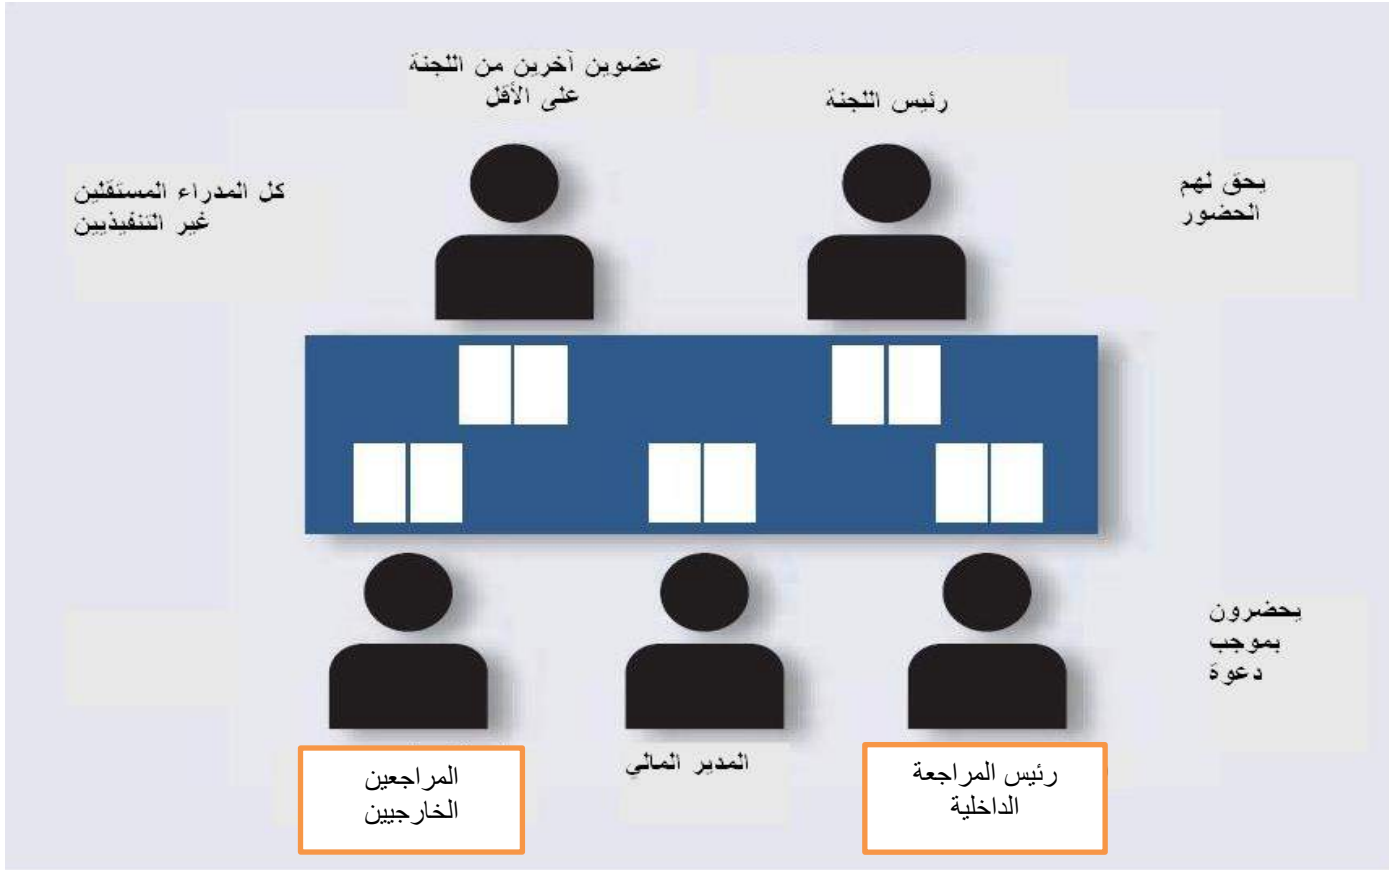 عضوين آخرين من اللجنة
على الأقل
رئيس اللجنة
يحق لهم
الحضور
كل المدراء المستقلين
غير التنفيذيين
يحضرون
بموجب
دعوة
رئيس المراجعة
الداخلية
المدير المالي
المراجعين
الخارجيين